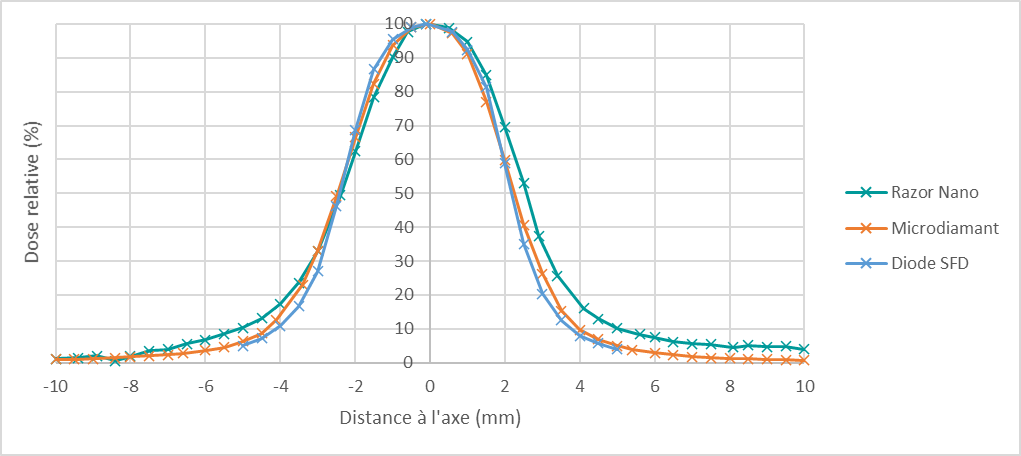 100
90
80
70
60
50
40
30
20
10
0
-10 -8 -6 -4 -2 0 2 4 6 8 10
Dose relative (%)
Distance à l'axe (mm)
Razor Nano
Microdiamant
Diode SFD